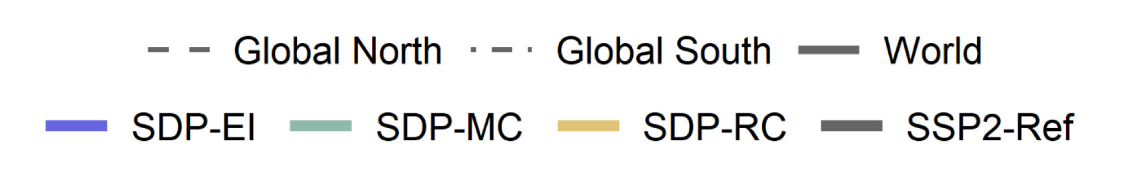 Global North Global South World
SDP-EI SDP-MC SDP-RC SSP2-Ref